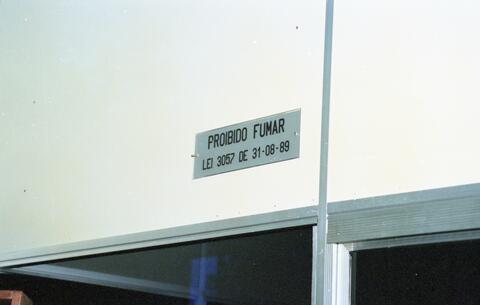 PROIBIDO FUMAR
LEI 3057 DE 31-08-89